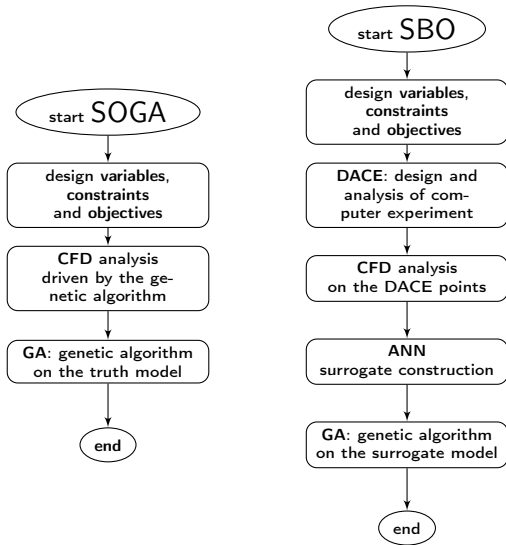 start SOGA
design variables,
constraints
and objectives
CFD analysis
driven by the ge-
netic algorithm
GA: genetic algorithm
on the truth model
end
start SBO
design variables,
constraints
and objectives
DACE: design and
analysis of com-
puter experiment
CFD analysis
on the DACE points
ANN
surrogate construction
GA: genetic algorithm
on the surrogate model
end